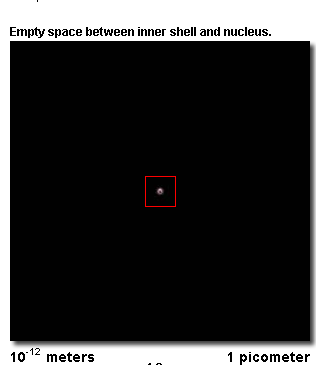 Empty space between inner shell and nucleus.
10-12 meters 1 picometer